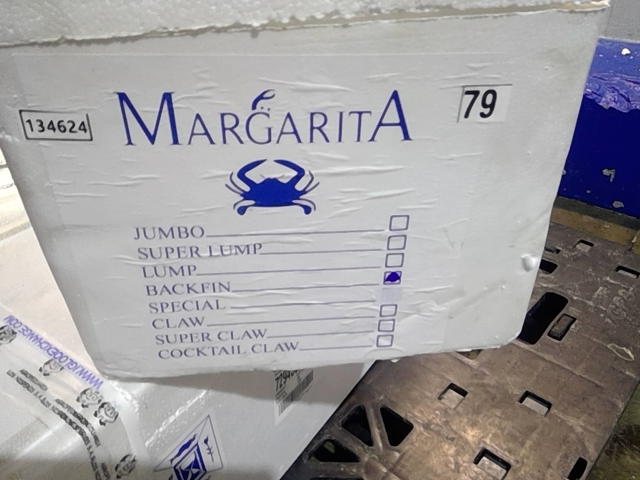 134624
MARGARITA
79
JUMBO
SUPER LUMP
LUMP
BACKFIN
SPECIAL
CLAW
SUPER CLAW
COCKTAIL CLAW